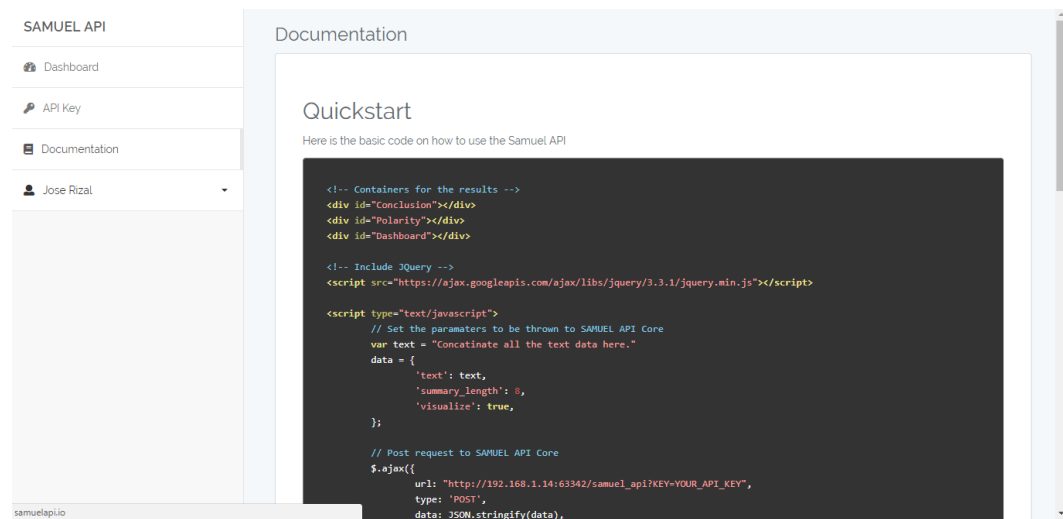 SAMUEL API
Dashboard
API Key
Documentation
Jose Rizal
Documentation
Quickstart
Here is the basic code on how to use the Samuel API
<!-- Containers for the results -->
<div id="Conclusion"></div>
<div id="Polarity"></div>
<div id="Dashboard"></div>
<!-- Include JQuery -->
<script src="https://ajax.googleapis.com/ajax/libs/jquery/3.3.1/jquery.min.js"></script>
<script type="text/javascript">
// Set the paramaters to be thrown to SAMUEL API Core
var text = "Concatinate all the text data here."
data = {
'text': text,
'summary_length': 8,
'visualize': true,
};
// Post request to SAMUEL API Core
$.ajax({
url: "http://192.168.1.14:63342/samuel_api?KEY=YOUR_API_KEY",
type: 'POST',
data: JSON.stringify(data),
samuelapi.io